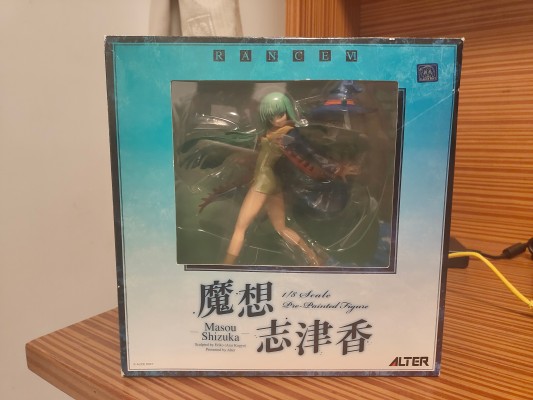 RANCE VI
魔想
志津香
1/8 Scale
Pre-Painted Figure
Masou
Shizuka
ALTER